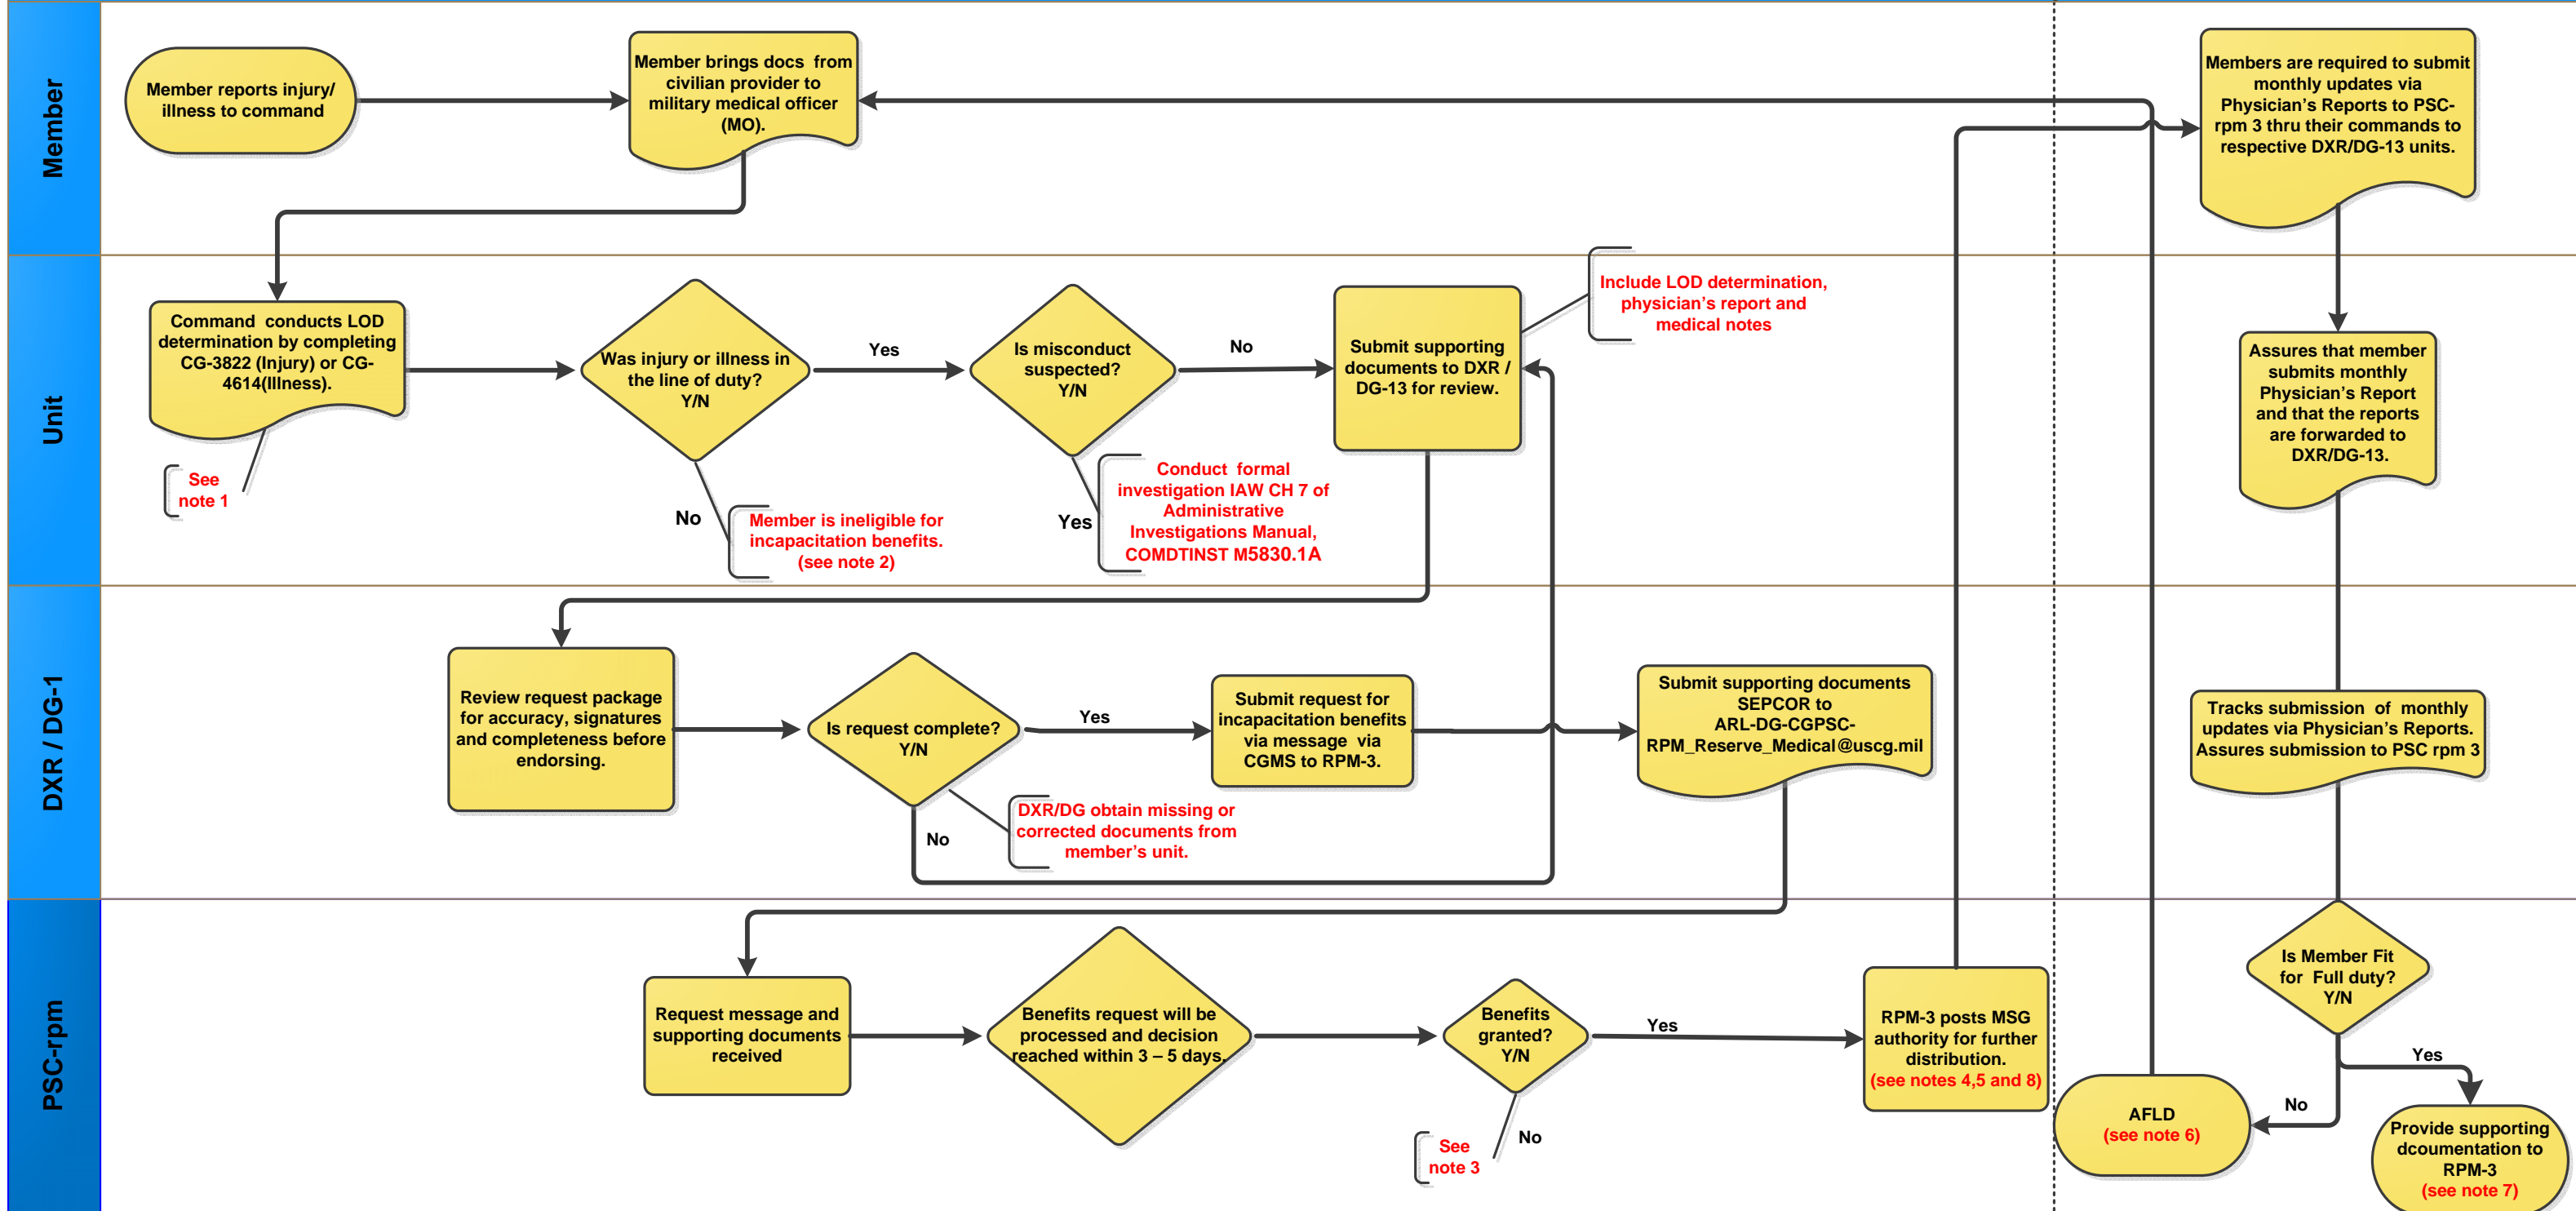 Member
Member reports injury/
illness to command
Member brings docs from
civilian provider to
military medical officer
(MO).
Members are required to submit
monthly updates via
Physician's Reports to PSC-
rpm 3 thru their commands to
respective DXR/DG-13 units.
Unit
Command conducts LOD
determination by completing
CG-3822 (Injury) or CG-
4614(Illness).
See
note 1
Was injury or illness in
the line of duty?
Y/N
Yes
No
Member is ineligible for
incapacitation benefits.
(see note 2)
Is misconduct
suspected?
Y/N
No
Yes
Conduct formal
investigation IAW CH 7 of
Administrative
Investigations Manual,
COMDTINST M5830.1A
Submit supporting
documents to DXR /
DG-13 for review.
Include LOD determination,
physician's report and
medical notes
Assures that member
submits monthly
Physician's Report
and that the reports
are forwarded to
DXR/DG-13.
DXR / DG-1
Review request package
for accuracy, signatures
and completeness before
endorsing.
Is request complete?
Y/N
Yes
No
DXR/DG obtain missing or
corrected documents from
member's unit.
Submit request for
incapacitation benefits
via message via
CGMS to RPM-3.
Submit supporting documents
SEPCOR to
ARL-DG-CGPSC-
RPM_Reserve_Medical@uscg.mil
Tracks submission of monthly
updates via Physician's Reports.
Assures submission to PSC rpm 3
PSC-rpm
Request message and
supporting documents
received
Benefits request will be
processed and decision
reached within 3 – 5 days.
Benefits
granted?
Y/N
Yes
No
See
note 3
RPM-3 posts MSG
authority for further
distribution.
(see notes 4,5 and 8)
Is Member Fit
for Full duty?
Y/N
Yes
No
AFLD
(see note 6)
Provide supporting
dcoumentation to
RPM-3
(see note 7)